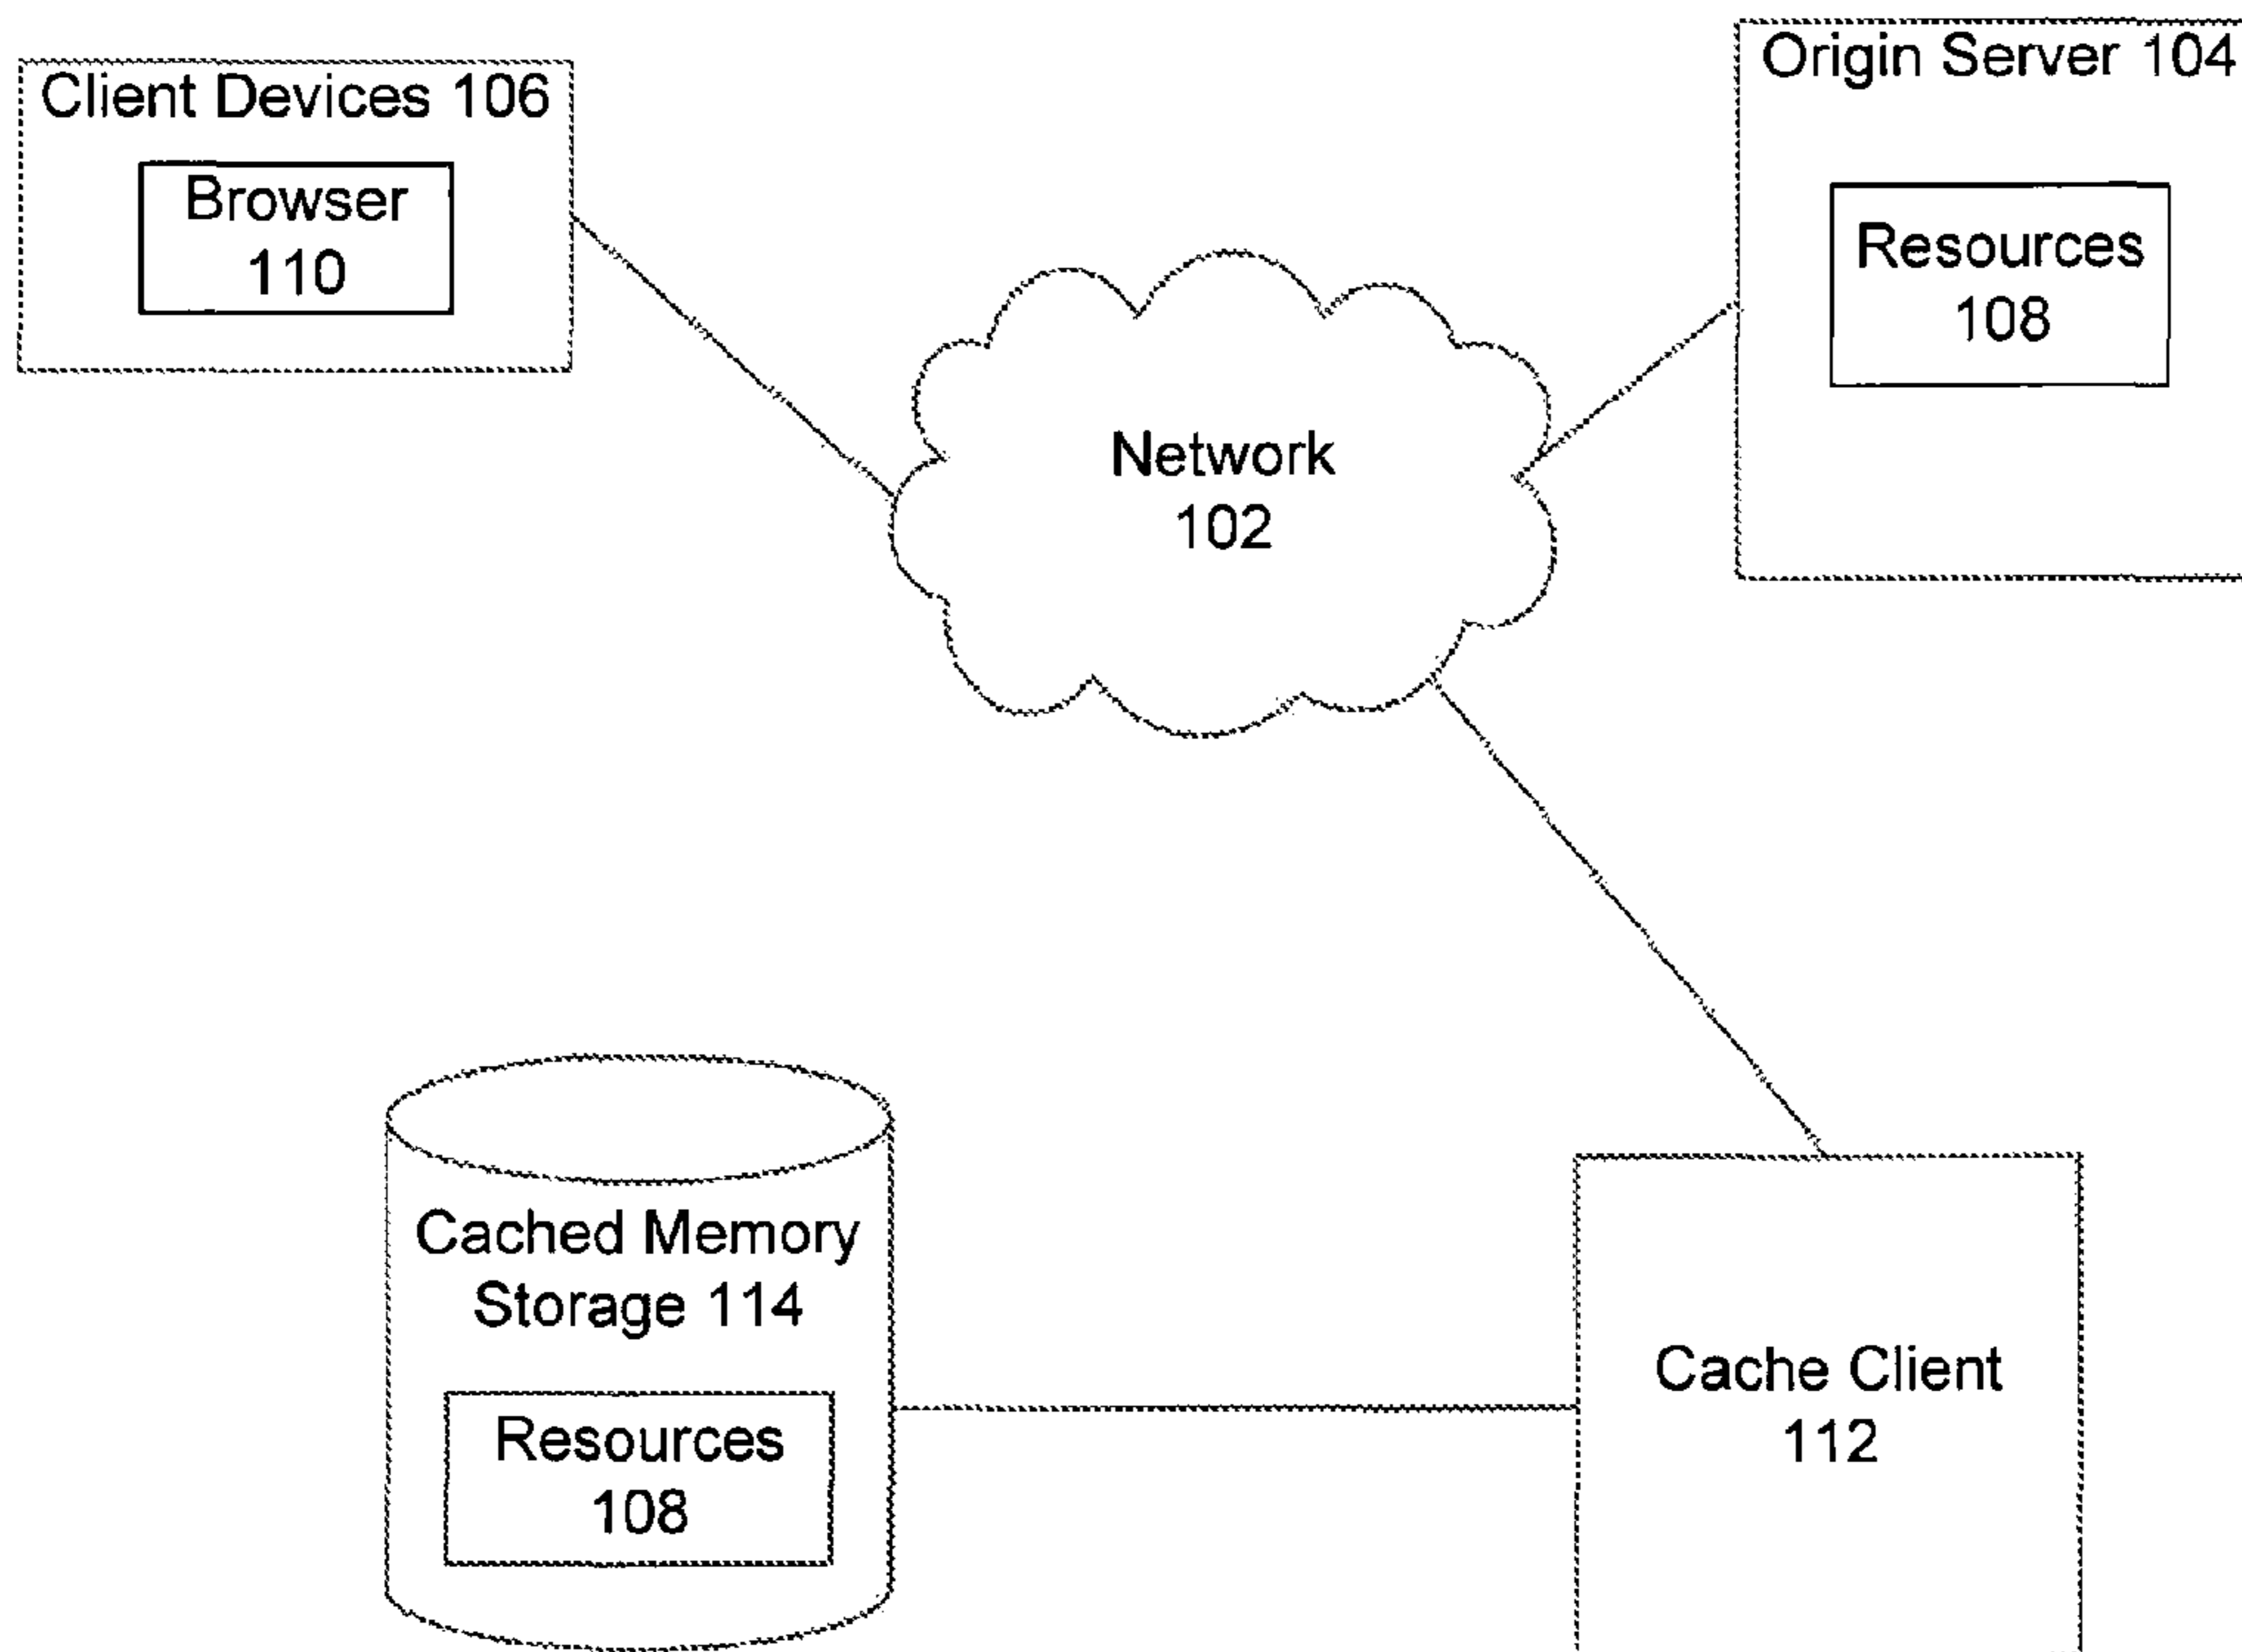 Client Devices 106
Browser
110
Origin Server 104
Resources
108
Network
102
Cached Memory
Storage 114
Resources
108
Cache Client
112